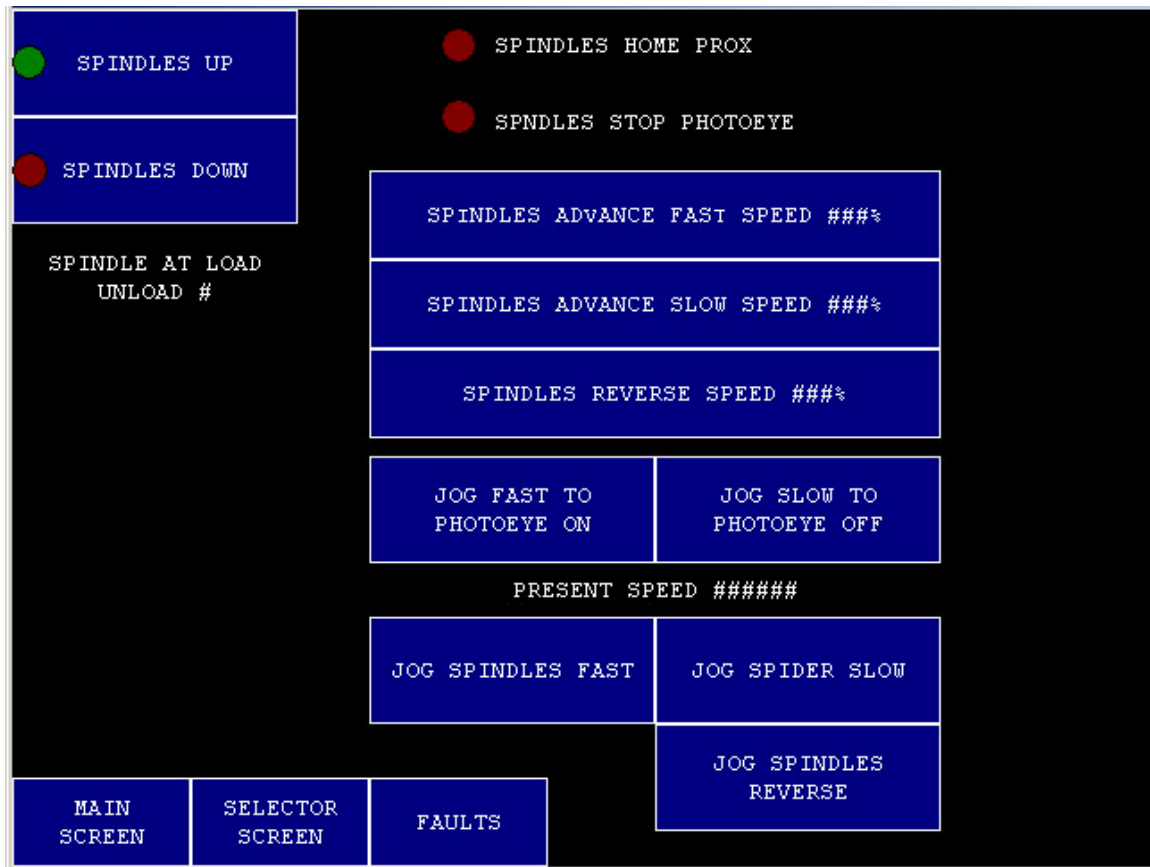 SPINDLES UP
SPINDLES HOME PROX
SPNDLES STOP PHOTOEYE
SPINDLES DOWN
SPINDLES ADVANCE FAST SPEED ###%
SPINDLE AT LOAD
UNLOAD #
SPINDLES ADVANCE SLOW SPEED ###%
SPINDLES REVERSE SPEED ###%
JOG FAST TO
PHOTOEYE ON
JOG SLOW TO
PHOTOEYE OFF
PRESENT SPEED ######
JOG SPINDLES FAST
JOG SPIDER SLOW
JOG SPINDLES
REVERSE
MAIN
SCREEN
SELECTOR
SCREEN
FAULTS